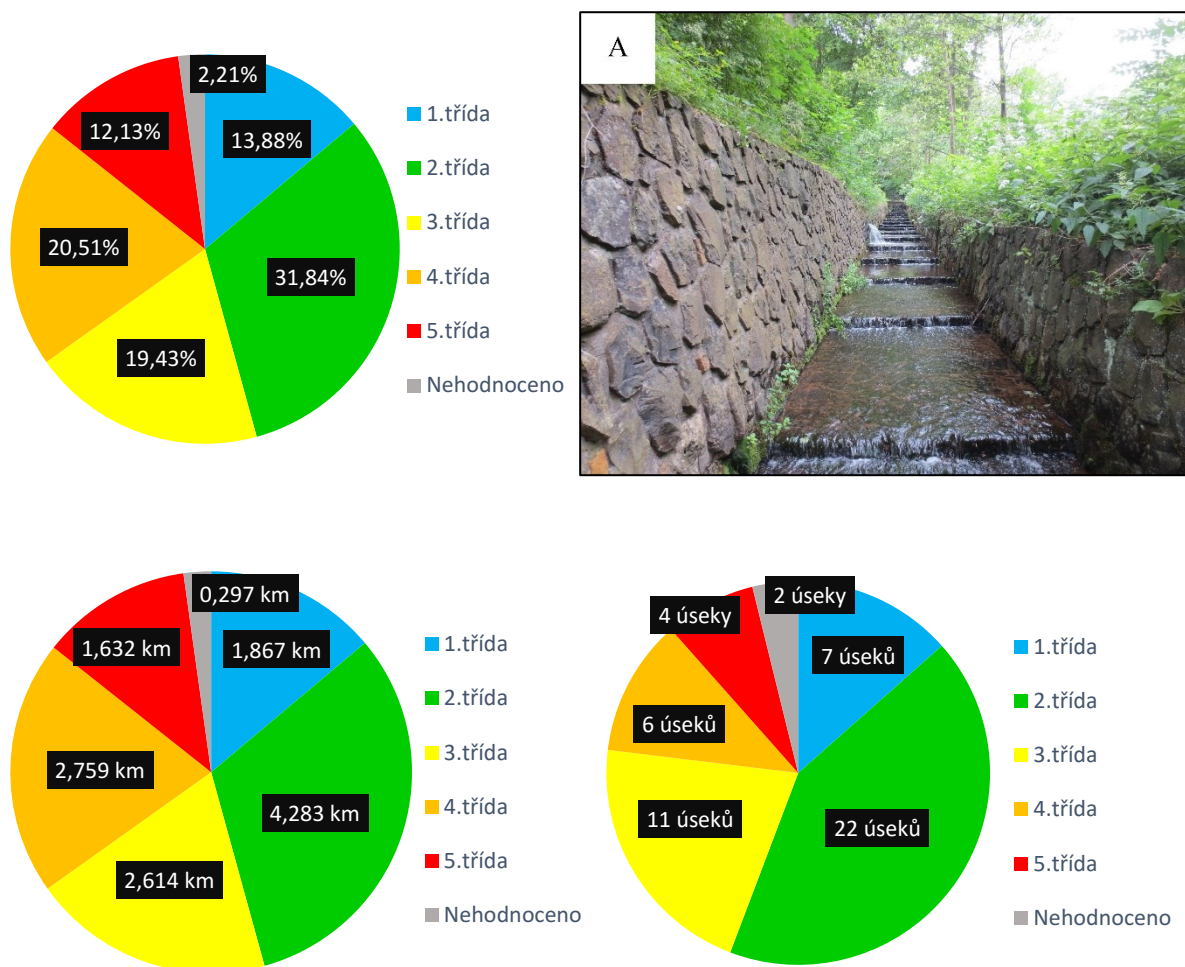 2,21%
13,88%
31,84%
19,43%
20,51%
12,13%
1.třída
2.třída
3.třída
4.třída
5.třída
Nehodnoceno
A
0,297 km
1,867 km
4,283 km
2,614 km
2,759 km
1,632 km
1.třída
2.třída
3.třída
4.třída
5.třída
Nehodnoceno
2 úseky
7 úseků
22 úseků
11 úseků
6 úseků
4 úseky
1.třída
2.třída
3.třída
4.třída
5.třída
Nehodnoceno